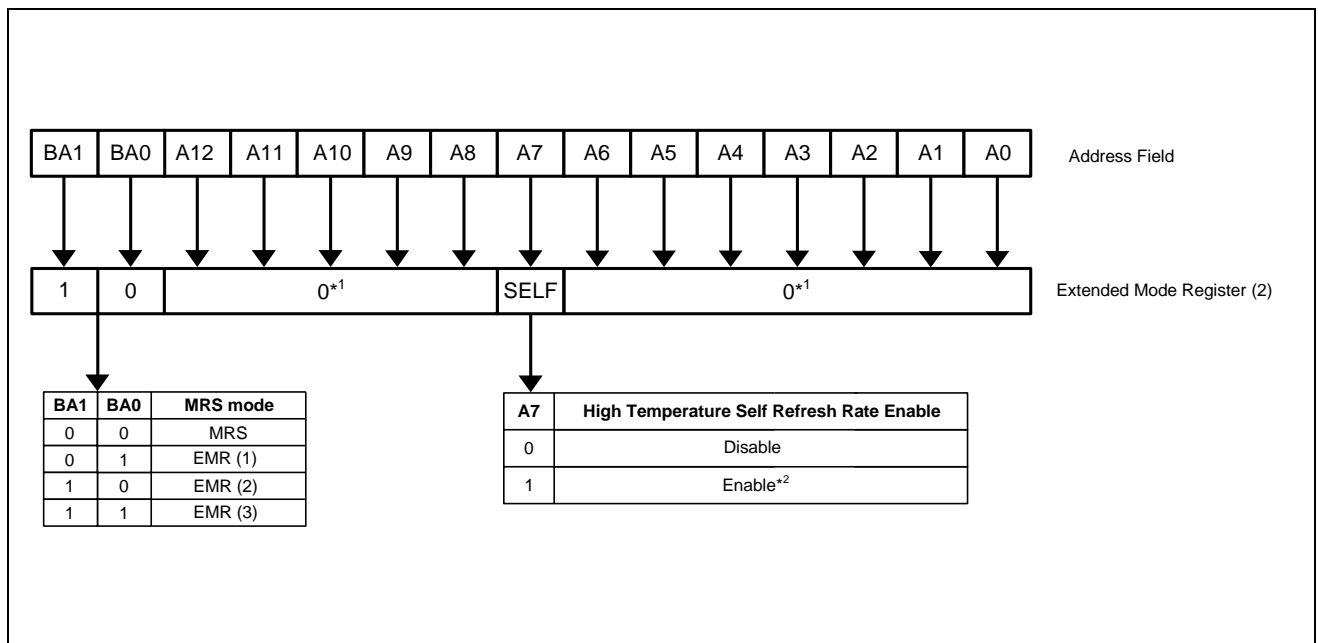 BA1 BA0 A12 A11 A10 A9 A8 A7 A6 A5 A4 A3 A2 A1 A0 Address Field
1 0 0*1 SELF 0*1 Extended Mode Register (2)
BA1 BA0 MRS mode
0 0 MRS
0 1 EMR (1)
1 0 EMR (2)
1 1 EMR (3)
A7 High Temperature Self Refresh Rate Enable
0 Disable
1 Enable*2